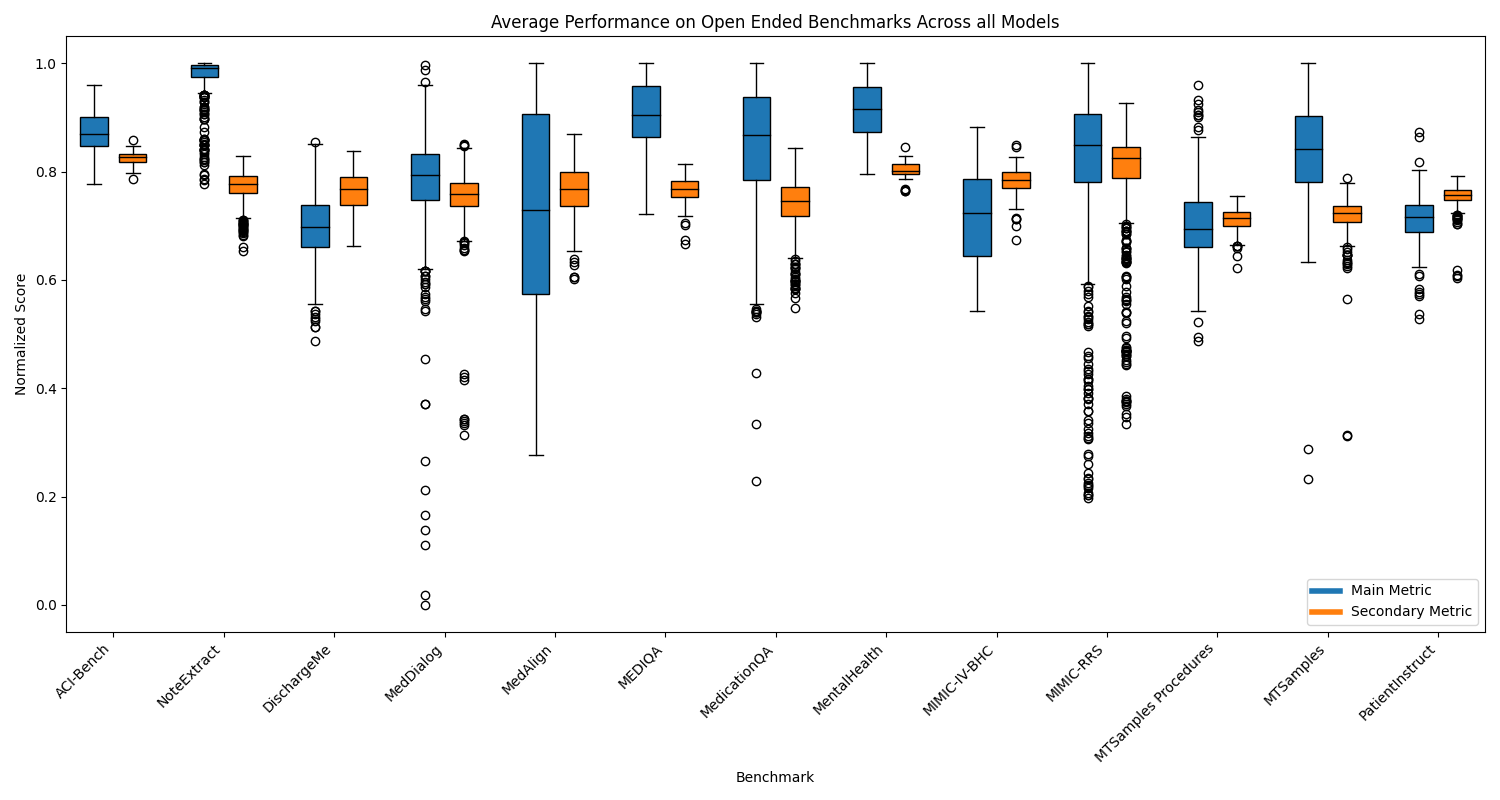 Average Performance on Open Ended Benchmarks Across all Models
Normalized Score
1.0
0.8
0.6
0.4
0.2
0.0
ACI-Bench
NoteExtract
DischargeMe
MedDialog
MedAlign
MEDIQA
MedicationQA
MentalHealth
MIMIC-IV-BHC
MIMIC-RRS
MTSamples Procedures
MTSamples
PatientInstruct
Benchmark
Main Metric
Secondary Metric